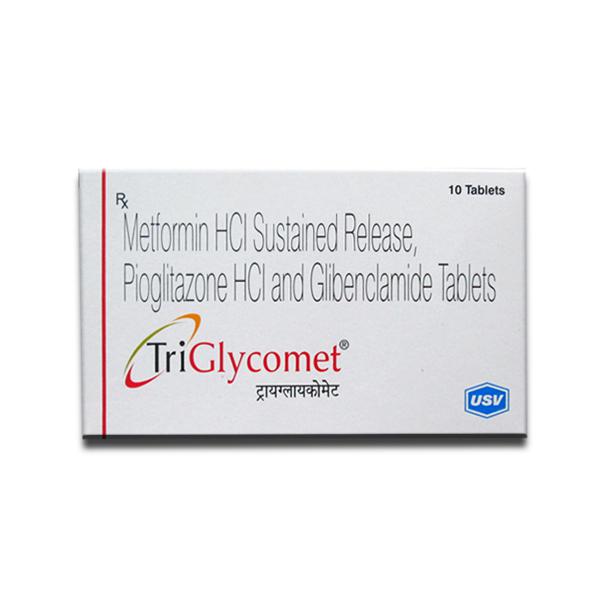 10 Tablets
Rx
Metformin HCl Sustained Release,
Pioglitazone HCl and Glibenclamide Tablets
TriGlycomet®
ट्रायग्लायकोमेट
USV